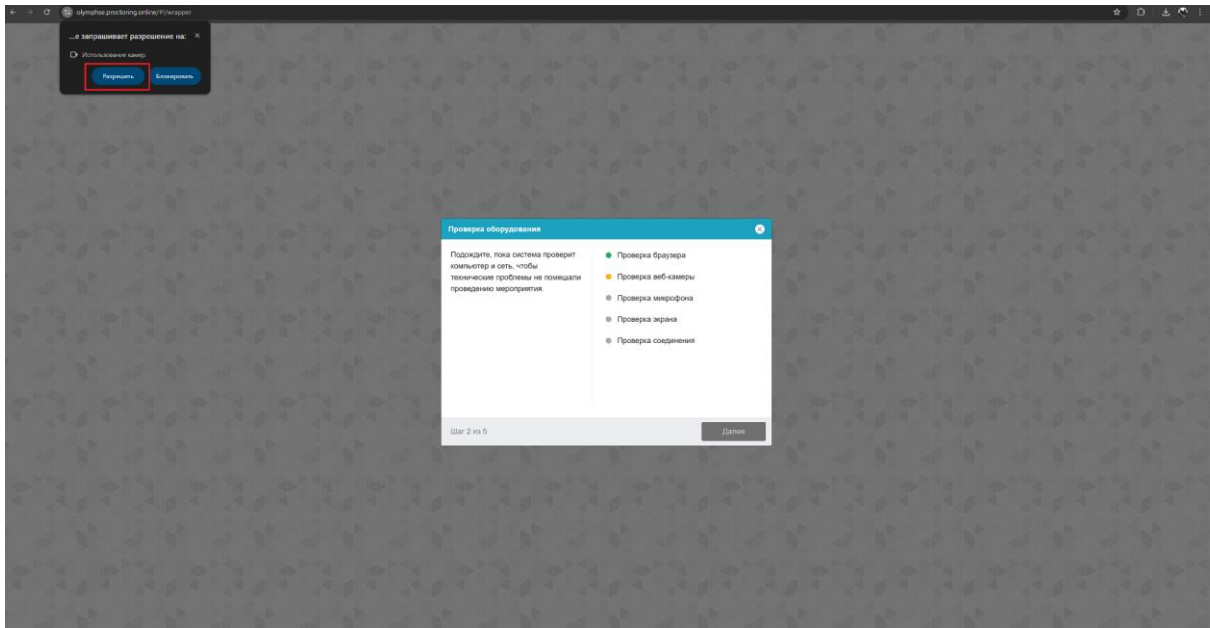 olymphse.proctoring.online/#/wrapper
...е запрашивает разрешение на:
Использование камер.
Разрешить Блокировать
Проверка оборудования
Подождите, пока система проверит
компьютер и сеть, чтобы
технические проблемы не помешали
проведению мероприятия.
Проверка браузера
Проверка веб-камеры
Проверка микрофона
Проверка экрана
Проверка соединения
Шаг 2 из 5
Далее